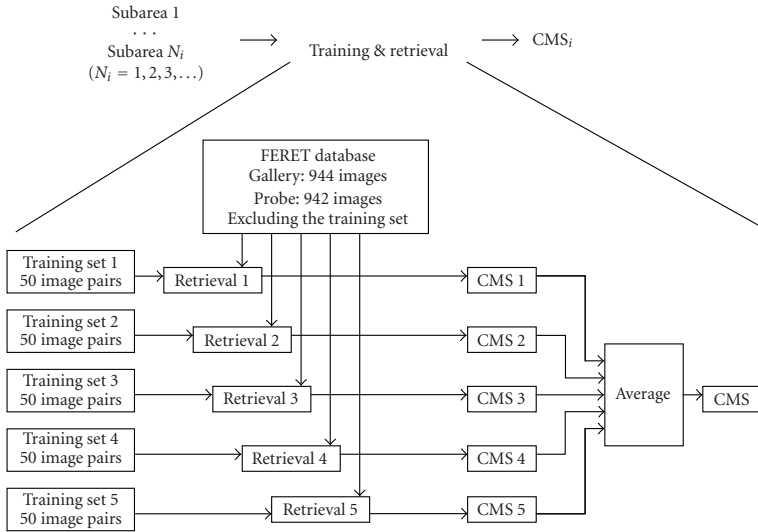 Subarea 1
· · ·
Subarea Nᵢ
(Nᵢ = 1, 2, 3, . . .)
Training & retrieval
CMSᵢ
FERET database
Gallery: 944 images
Probe: 942 images
Excluding the training set
Training set 1
50 image pairs
Retrieval 1
CMS 1
Training set 2
50 image pairs
Retrieval 2
CMS 2
Training set 3
50 image pairs
Retrieval 3
CMS 3
Average
CMS
Training set 4
50 image pairs
Retrieval 4
CMS 4
Training set 5
50 image pairs
Retrieval 5
CMS 5